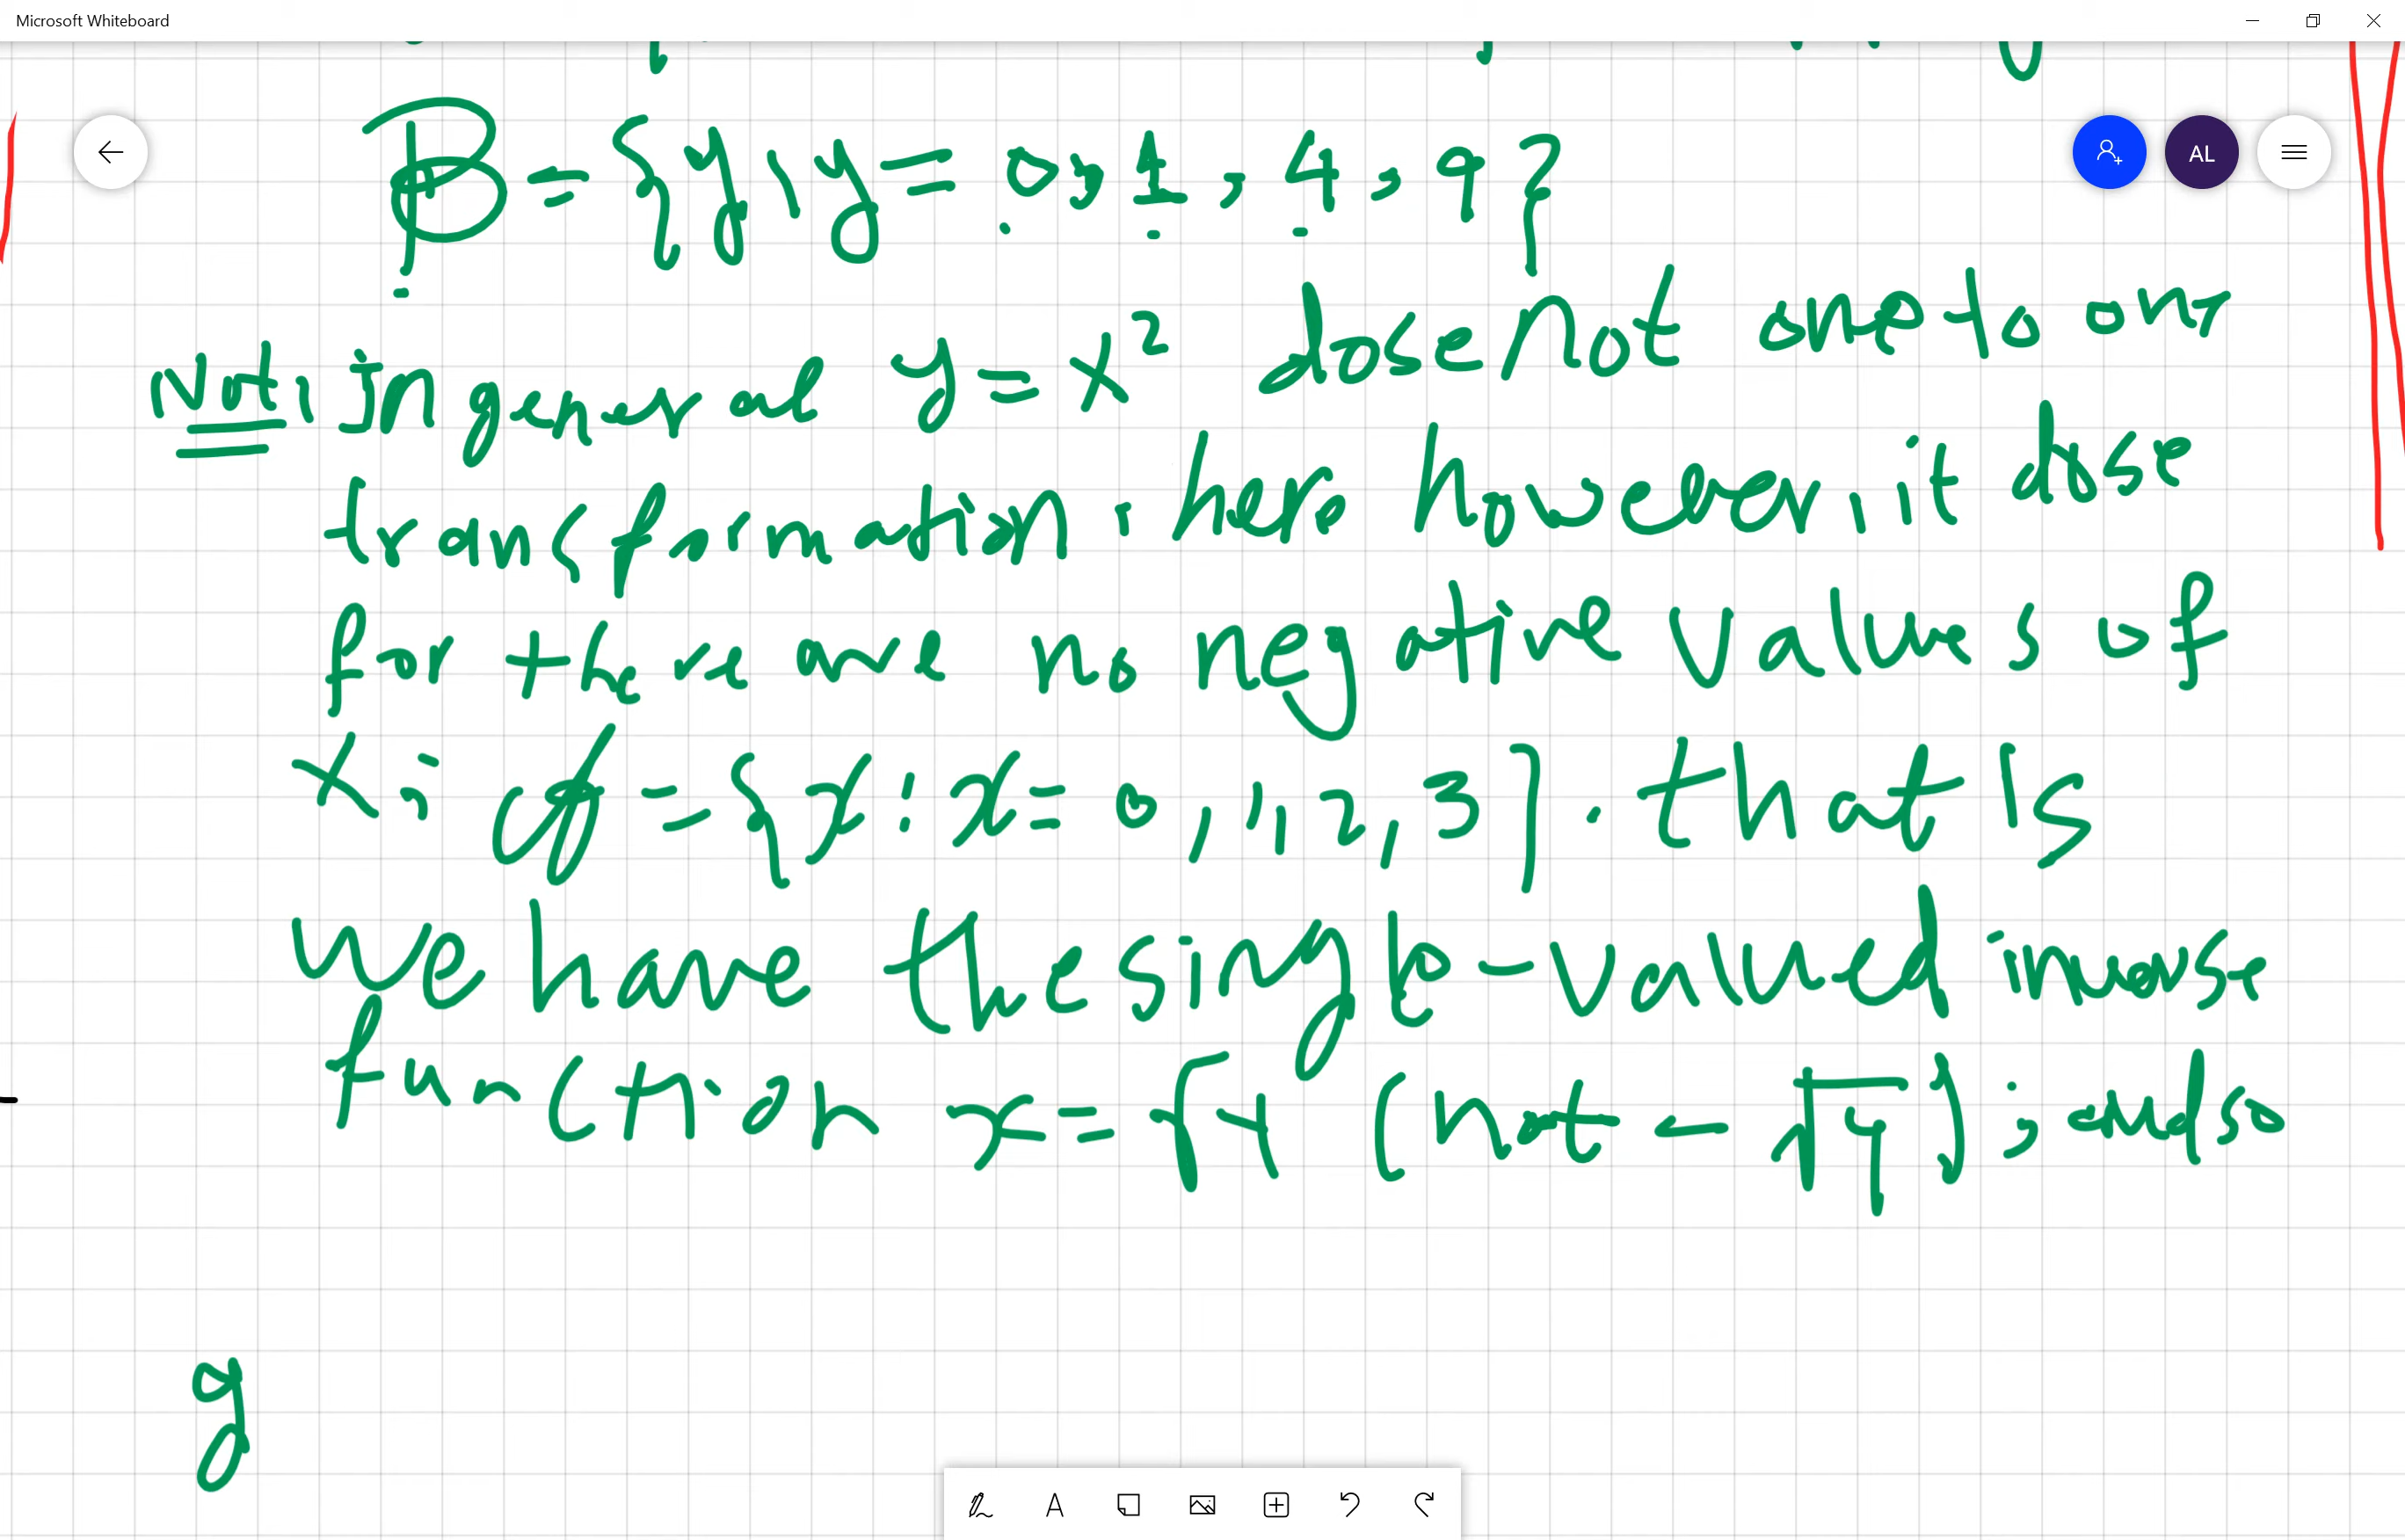 Microsoft Whiteboard
AL
B = {y, y = 0, 1, 4, 9}
Not: In general y = x² dose not one to one
transformation. here however, it dose
for there are no negative values of
x: A = {x : x = 0, 1, 2, 3}. that is
we have the single-valued inverse
function x = √y (not - √y); and so
y
A